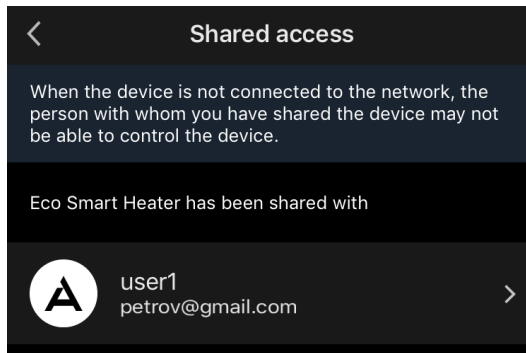 Shared access
When the device is not connected to the network, the
person with whom you have shared the device may not
be able to control the device.
Eco Smart Heater has been shared with
user1
petrov@gmail.com